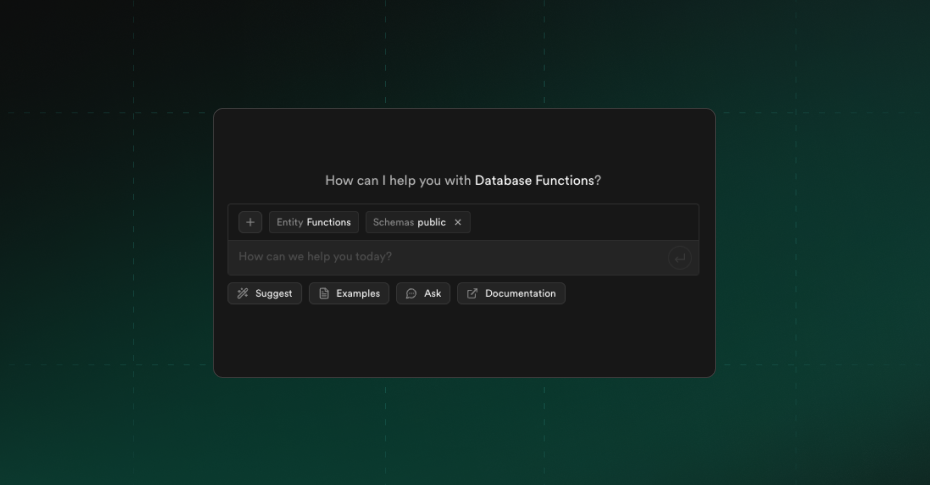 How can I help you with Database Functions?
Entity Functions Schemas public
How can we help you today?
Suggest Examples Ask Documentation